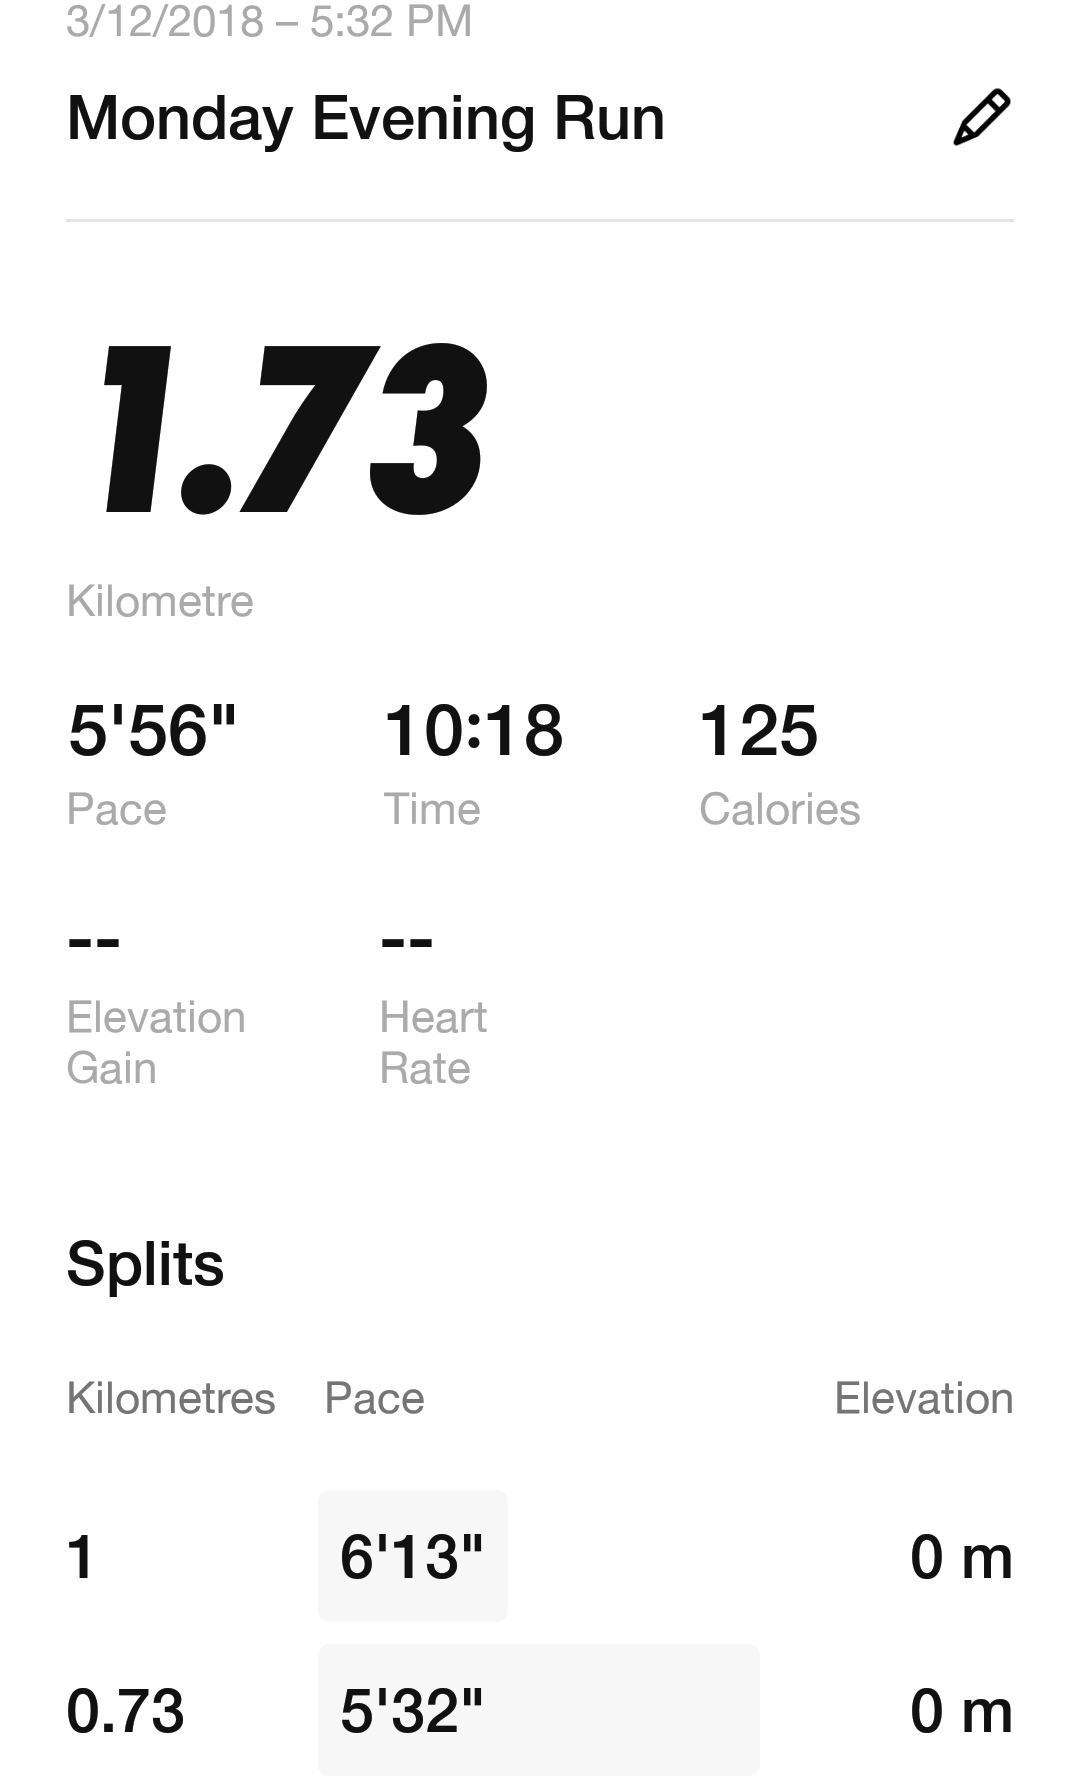 3/12/2018 – 5:32 PM
Monday Evening Run
1.73
Kilometre
5'56" 10:18 125
Pace Time Calories
-- --
Elevation Heart
Gain Rate
Splits
Kilometres Pace Elevation
1 6'13" 0 m
0.73 5'32" 0 m